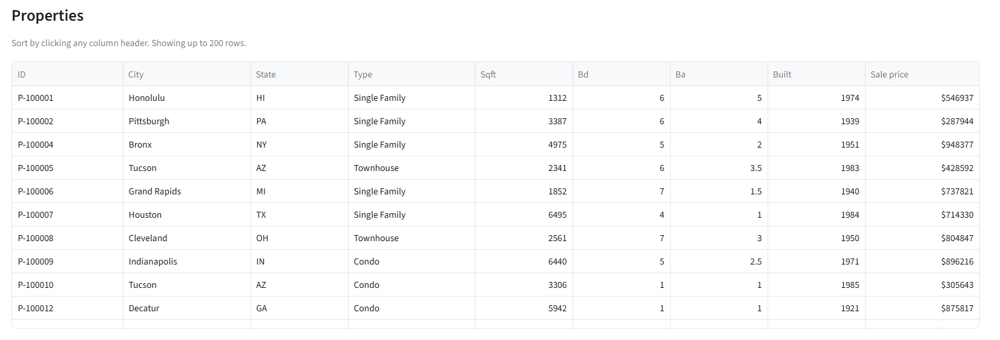 Properties
Sort by clicking any column header. Showing up to 200 rows.
ID City State Type Sqft Bd Ba Built Sale price
P-100001 Honolulu HI Single Family 1312 6 5 1974 $546937
P-100002 Pittsburgh PA Single Family 3387 6 4 1939 $287944
P-100004 Bronx NY Single Family 4975 5 2 1951 $948377
P-100005 Tucson AZ Townhouse 2341 6 3.5 1983 $428592
P-100006 Grand Rapids MI Single Family 1852 7 1.5 1940 $737821
P-100007 Houston TX Single Family 6495 4 1 1984 $714330
P-100008 Cleveland OH Townhouse 2561 7 3 1950 $804847
P-100009 Indianapolis IN Condo 6440 5 2.5 1971 $896216
P-100010 Tucson AZ Condo 3306 1 1 1985 $305643
P-100012 Decatur GA Condo 5942 1 1 1921 $875817